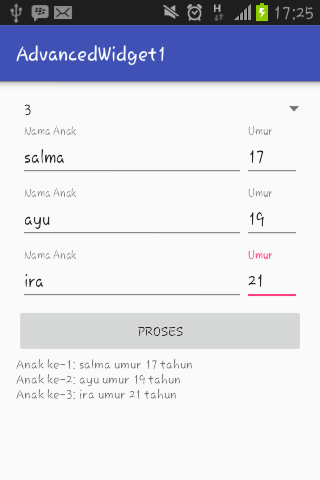 H 17:25
AdvancedWidget1
3
Nama Anak Umur
salma 17
Nama Anak Umur
ayu 19
Nama Anak Umur
ira 21
PROSES
Anak ke-1: salma umur 17 tahun
Anak ke-2: ayu umur 19 tahun
Anak ke-3: ira umur 21 tahun